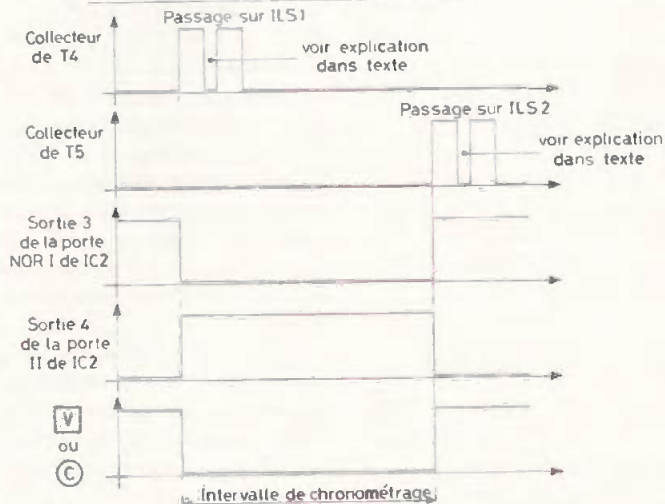 Passage sur ILS1
Collecteur
de T4
voir explication
dans texte
Passage sur ILS2
Collecteur
de T5
voir explication
dans texte
Sortie 3
de la porte
NOR I de IC2
Sortie 4
de la porte
II de IC2
V
ou
C
Intervalle de chronométrage